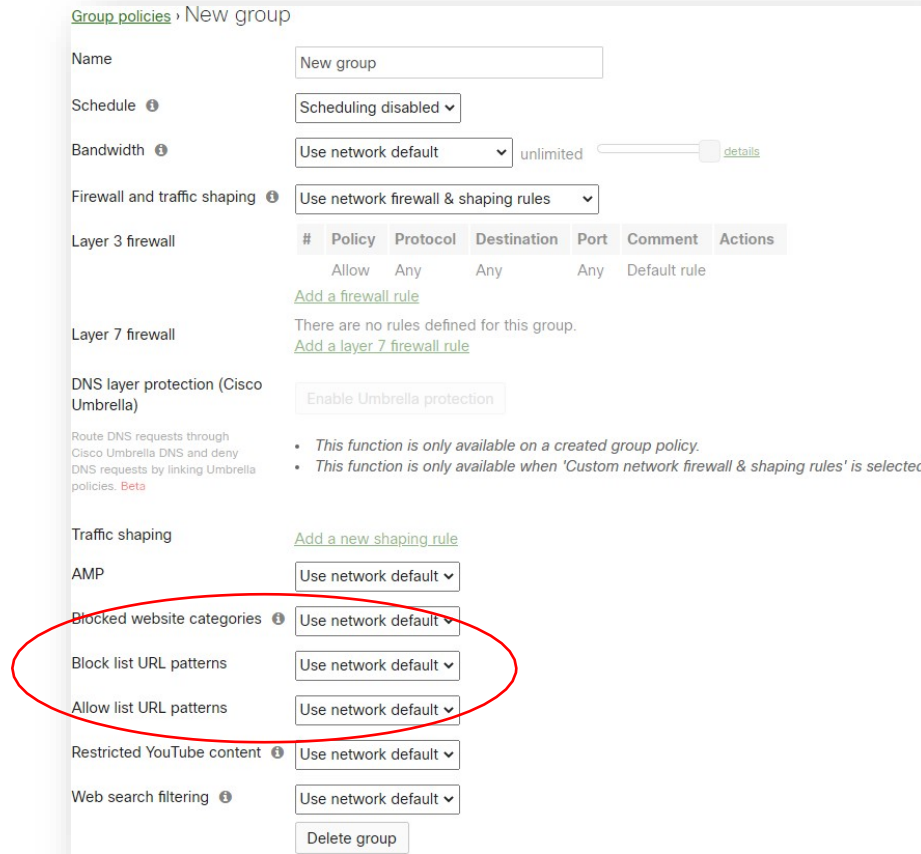 Group policies › New group
Name
New group
Schedule
Scheduling disabled
Bandwidth
Use network default
unlimited
details
Firewall and traffic shaping
Use network firewall & shaping rules
Layer 3 firewall
# Policy Protocol Destination Port Comment Actions
Allow Any Any Any Default rule
Add a firewall rule
Layer 7 firewall
There are no rules defined for this group.
Add a layer 7 firewall rule
DNS layer protection (Cisco
Umbrella)
Enable Umbrella protection
Route DNS requests through
Cisco Umbrella DNS and deny
DNS requests by linking Umbrella
policies. Beta
• This function is only available on a created group policy.
• This function is only available when 'Custom network firewall & shaping rules' is selected
Traffic shaping
Add a new shaping rule
AMP
Use network default
Blocked website categories
Use network default
Block list URL patterns
Use network default
Allow list URL patterns
Use network default
Restricted YouTube content
Use network default
Web search filtering
Use network default
Delete group